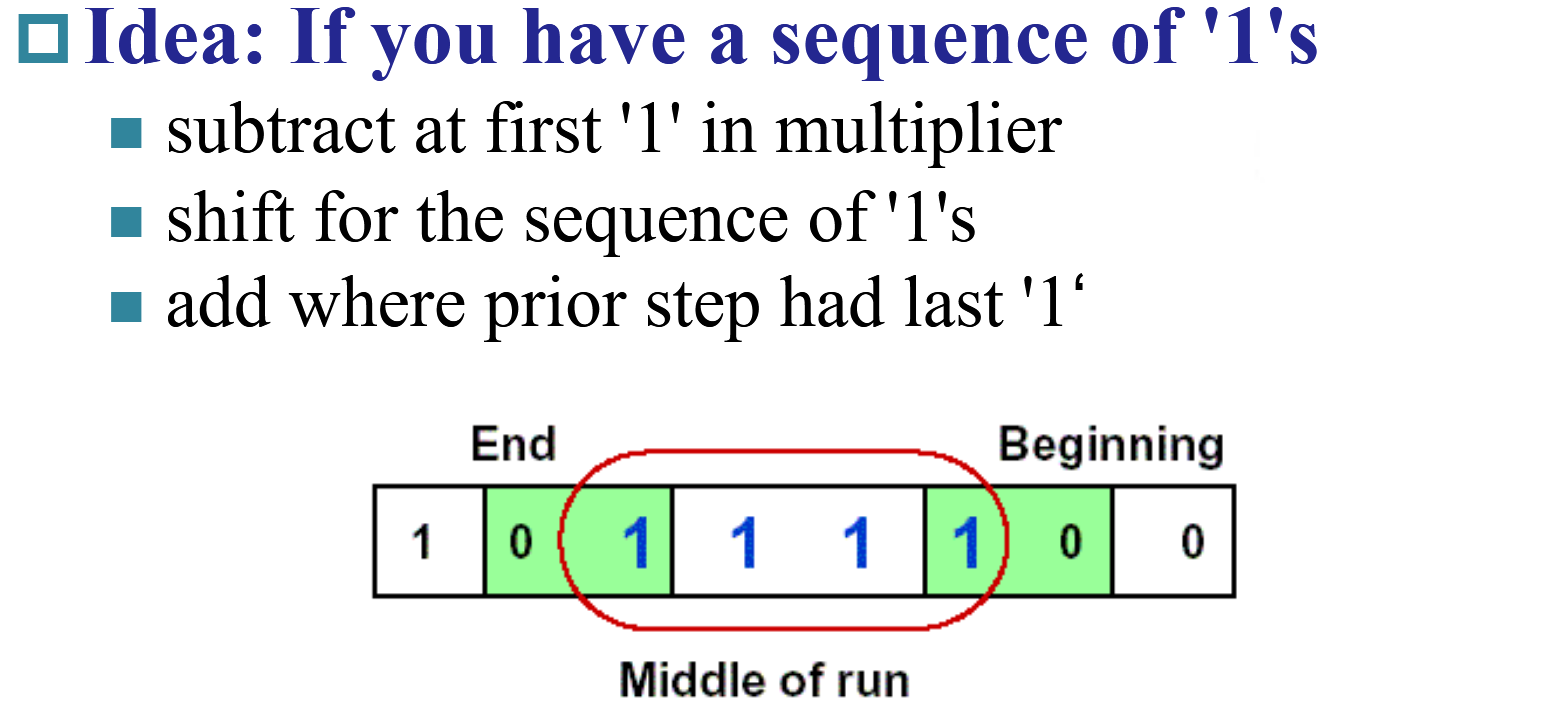 Idea: If you have a sequence of '1's
subtract at first '1' in multiplier
shift for the sequence of '1's
add where prior step had last '1‘
End Beginning
1 0 1 1 1 1 0 0
Middle of run